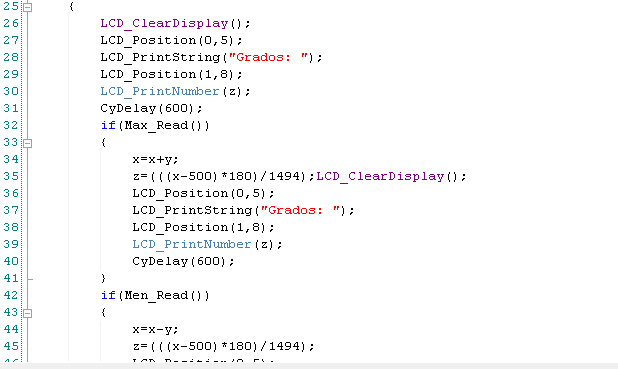 25 {
26 LCD_ClearDisplay();
27 LCD_Position(0,5);
28 LCD_PrintString("Grados: ");
29 LCD_Position(1,8);
30 LCD_PrintNumber(z);
31 CyDelay(600);
32 if(Max_Read())
33 {
34 x=x+y;
35 z=(((x-500)*180)/1494);LCD_ClearDisplay();
36 LCD_Position(0,5);
37 LCD_PrintString("Grados: ");
38 LCD_Position(1,8);
39 LCD_PrintNumber(z);
40 CyDelay(600);
41 }
42 if(Men_Read())
43 {
44 x=x-y;
45 z=(((x-500)*180)/1494);